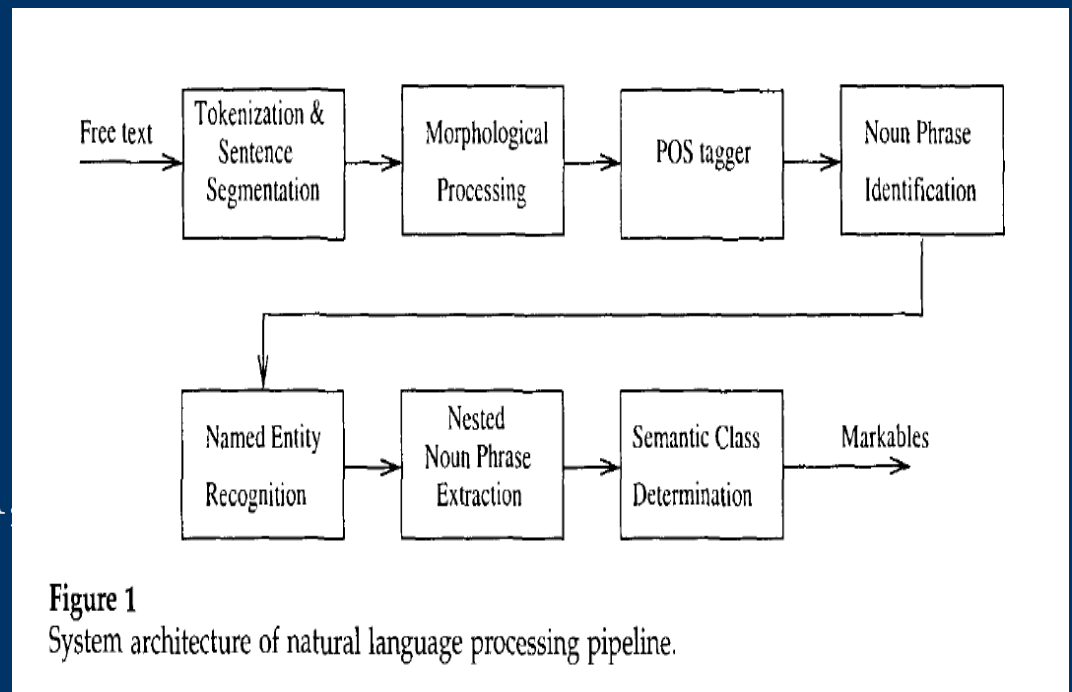 Free text
Tokenization &
Sentence
Segmentation
Morphological
Processing
POS tagger
Noun Phrase
Identification
Named Entity
Recognition
Nested
Noun Phrase
Extraction
Semantic Class
Determination
Markables
Figure 1
System architecture of natural language processing pipeline.